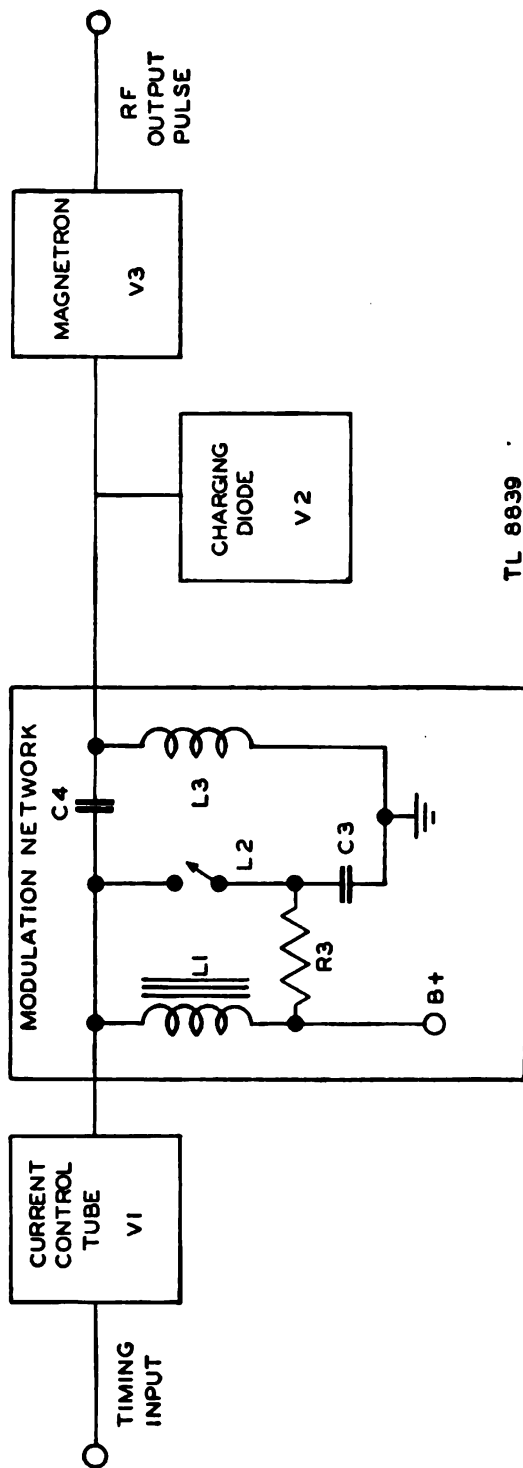 TIMING
INPUT
CURRENT
CONTROL
TUBE
V1
MODULATION NETWORK
L1
R3
B+
L2
C3
C4
L3
CHARGING
DIODE
V2
MAGNETRON
V3
RF
OUTPUT
PULSE
TL 8839